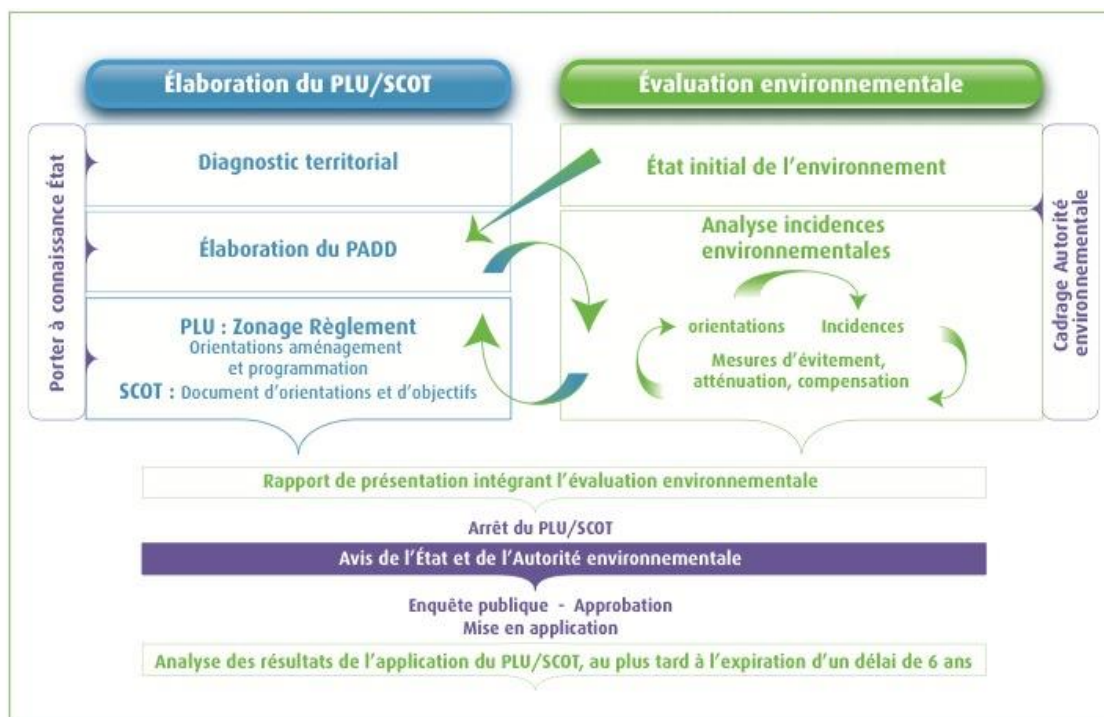 Élaboration du PLU/SCOT
Évaluation environnementale
Porter à connaissance État
Diagnostic territorial
État initial de l'environnement
Cadrage Autorité
environnementale
Élaboration du PADD
Analyse incidences
environnementales
PLU : Zonage Règlement
Orientations aménagement
et programmation
SCOT : Document d'orientations et d'objectifs
orientations
Incidences
Mesures d'évitement,
atténuation, compensation
Rapport de présentation intégrant l'évaluation environnementale
Arrêt du PLU/SCOT
Avis de l'État et de l'Autorité environnementale
Enquête publique - Approbation
Mise en application
Analyse des résultats de l'application du PLU/SCOT, au plus tard à l'expiration d'un délai de 6 ans